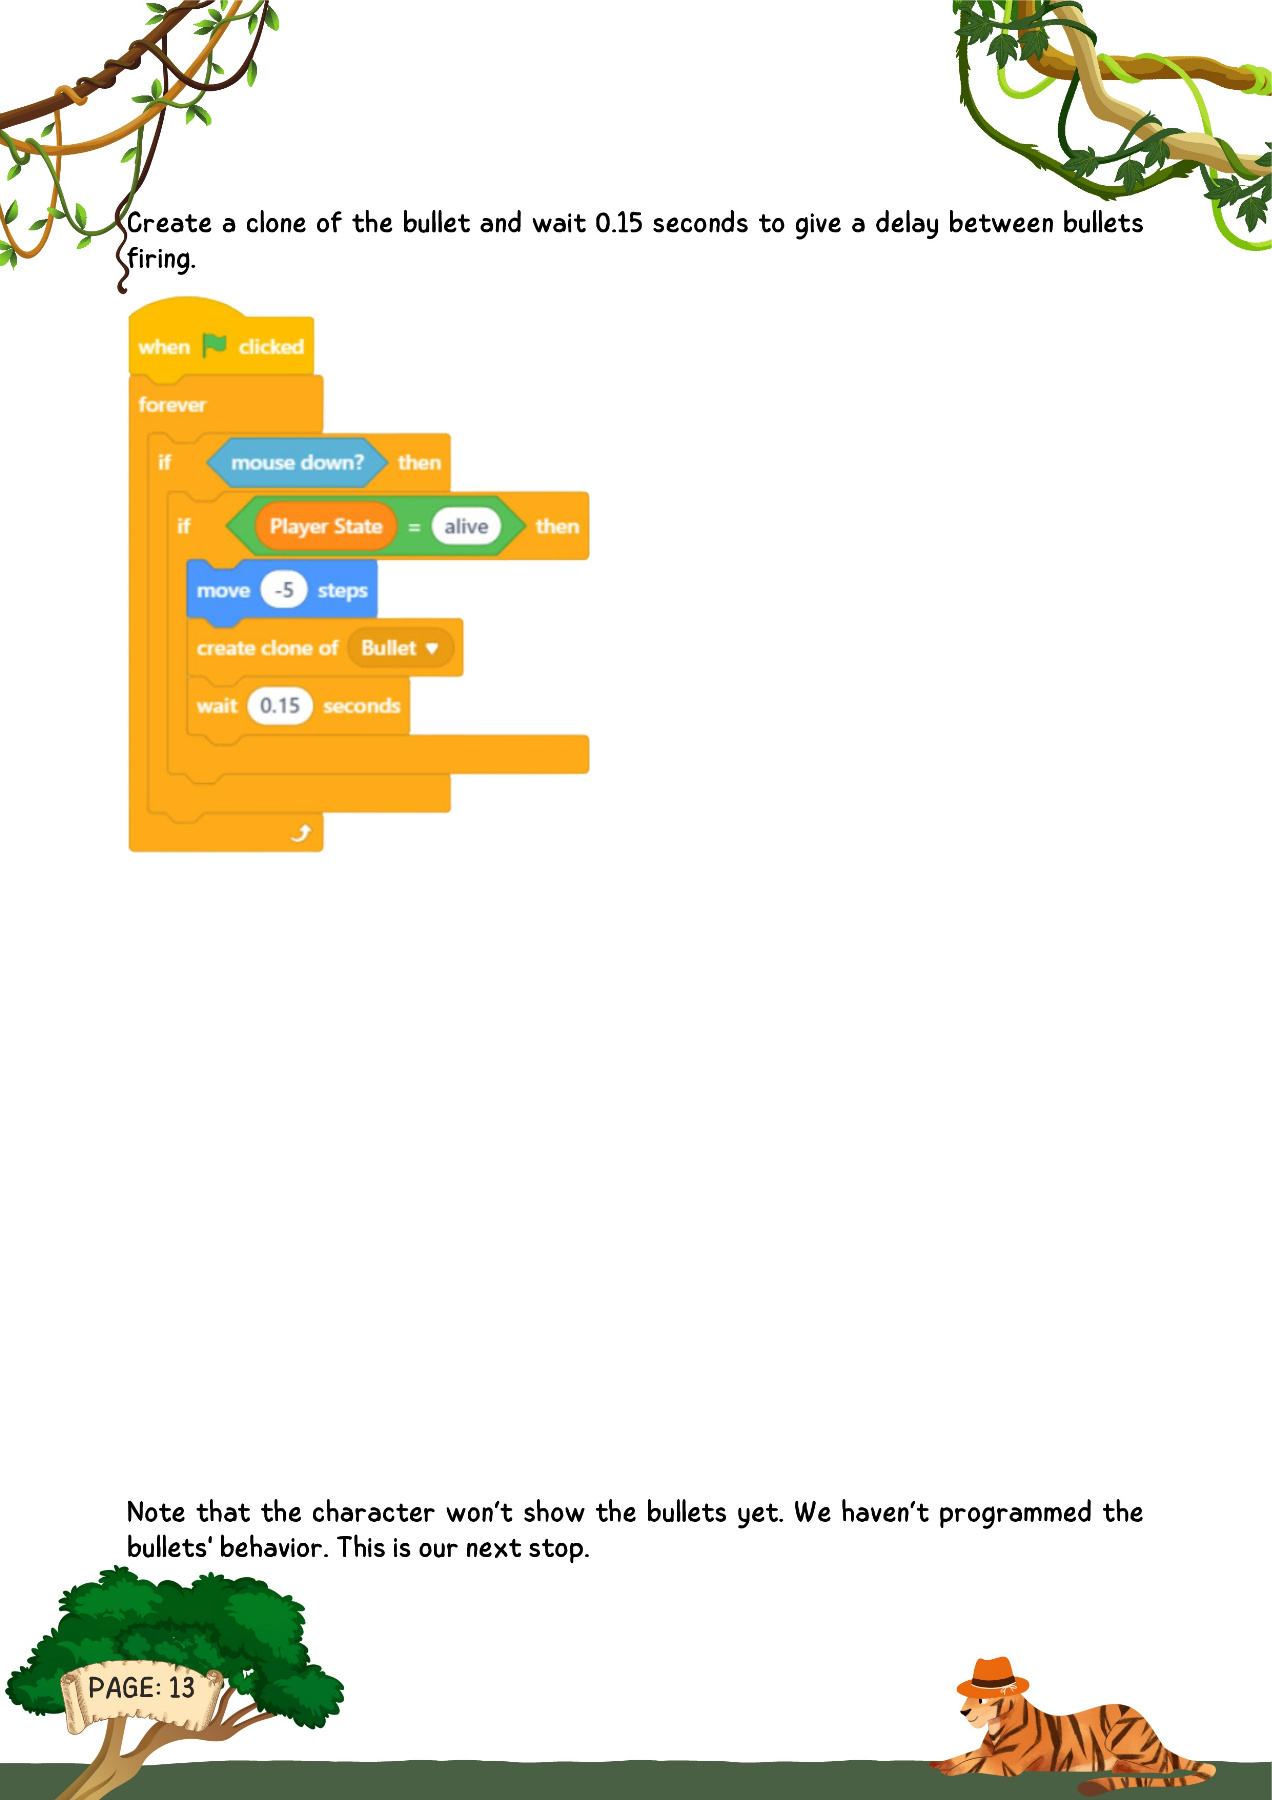 Create a clone of the bullet and wait 0.15 seconds to give a delay between bullets
firing.
when clicked
forever
if mouse down? then
if Player State = alive then
move -5 steps
create clone of Bullet
wait 0.15 seconds
Note that the character won't show the bullets yet. We haven't programmed the
bullets' behavior. This is our next stop.
PAGE: 13